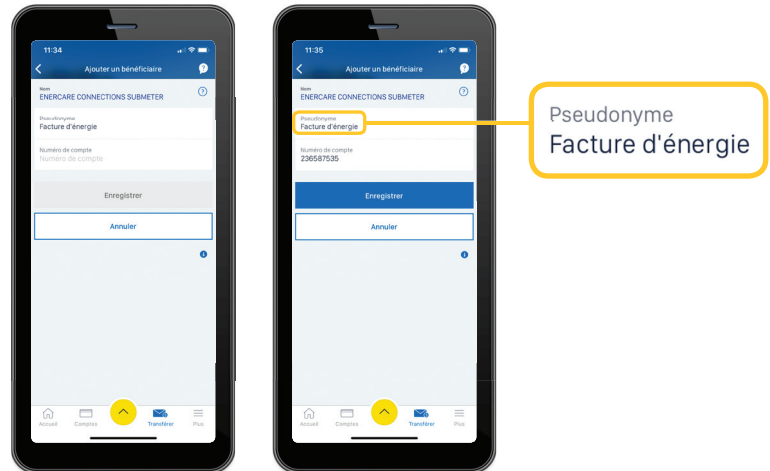 11:34
Ajouter un bénéficiaire
Nom
ENERCARE CONNECTIONS SUBMETER
Pseudonyme
Facture d'énergie
Numéro de compte
Numéro de compte
Enregistrer
Annuler
Accueil
Comptes
Transférer
Plus
11:35
Ajouter un bénéficiaire
Nom
ENERCARE CONNECTIONS SUBMETER
Pseudonyme
Facture d'énergie
Numéro de compte
236587535
Enregistrer
Annuler
Accueil
Comptes
Transférer
Plus
Pseudonyme
Facture d'énergie